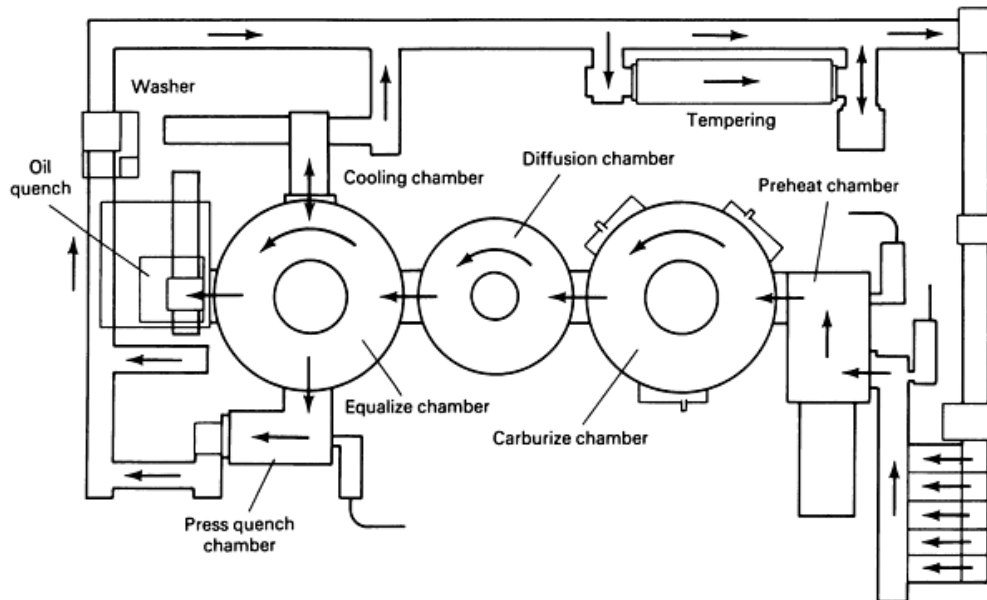 Washer
Tempering
Oil
quench
Cooling chamber
Diffusion chamber
Preheat chamber
Equalize chamber
Carburize chamber
Press quench
chamber